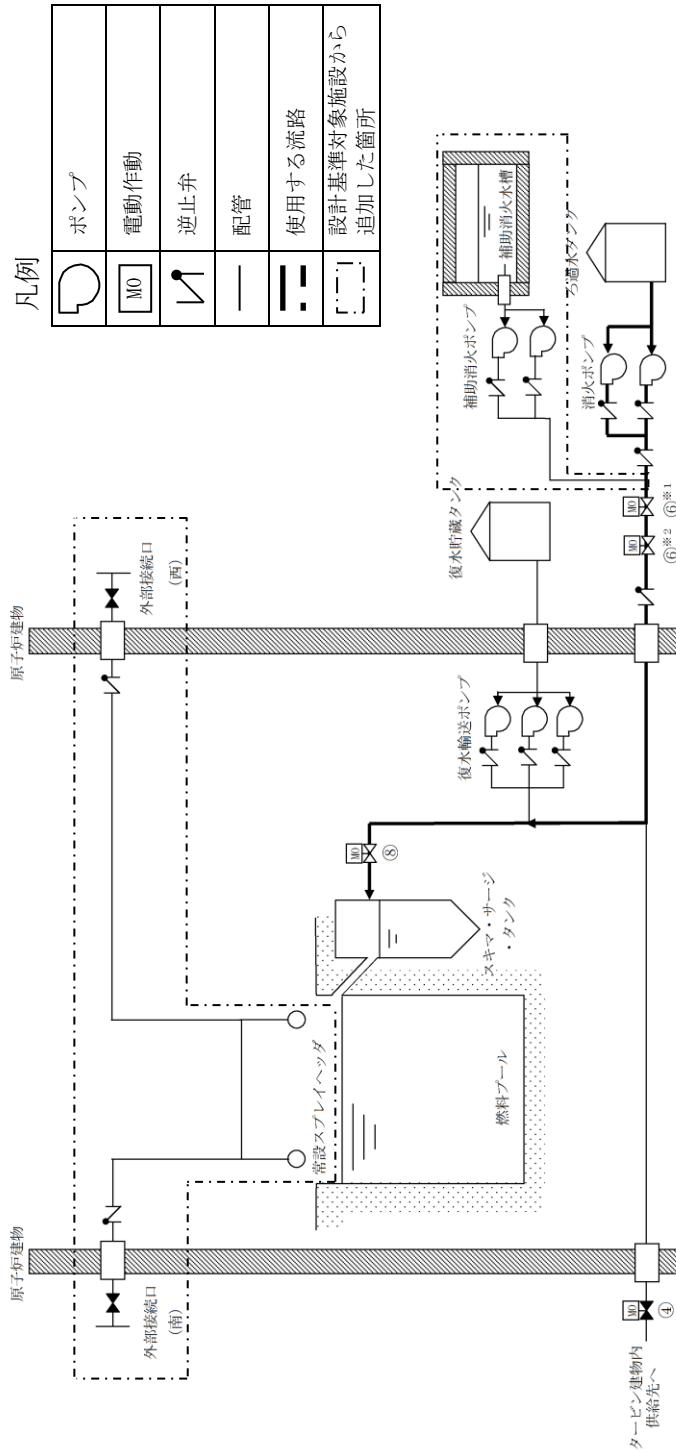 凡例
ポンプ
MO
電動作動
逆止弁
配管
使用する流路
設計基準対象施設から
追加した箇所
原子炉建物
原子炉建物
外部接続口
(南)
外部接続口
(西)
常設スプレイヘッダ
燃料プール
スキマ・サージ
・タンク
MO
⑧
復水輸送ポンプ
復水貯蔵タンク
補助消火ポンプ
補助消火水槽
消火ポンプ
ろ過水タンク
MO
⑥※2
MO
⑥※1
MO
④
タービン建物内
供給先へ